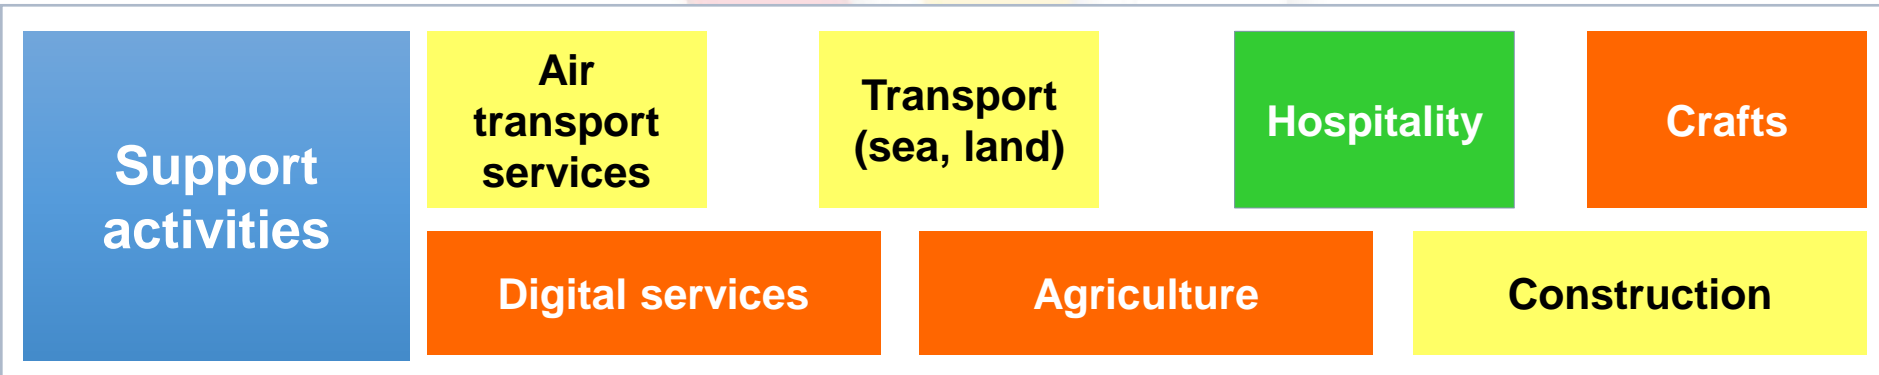 Support
activities
Air
transport
services
Transport
(sea, land)
Hospitality
Crafts
Digital services
Agriculture
Construction